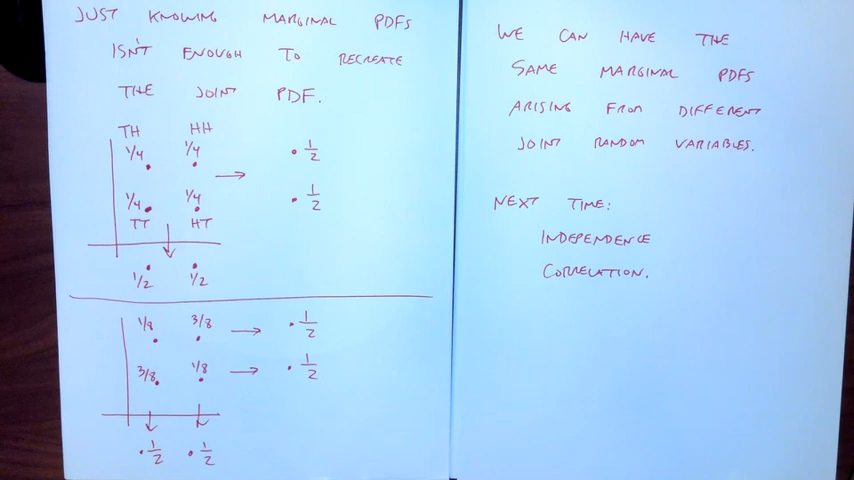 JUST KNOWING MARGINAL PDFS
ISN'T ENOUGH TO RECREATE
THE JOINT PDF.
TH HH
1/4 1/4 → 1/2
1/4 1/4 1/2
TT HT
1/2 1/2
1/8 3/8 → 1/2
3/8 1/8 → 1/2
1/2 1/2
WE CAN HAVE THE
SAME MARGINAL PDFS
ARISING FROM DIFFERENT
JOINT RANDOM VARIABLES.
NEXT TIME:
INDEPENDENCE
CORRELATION.